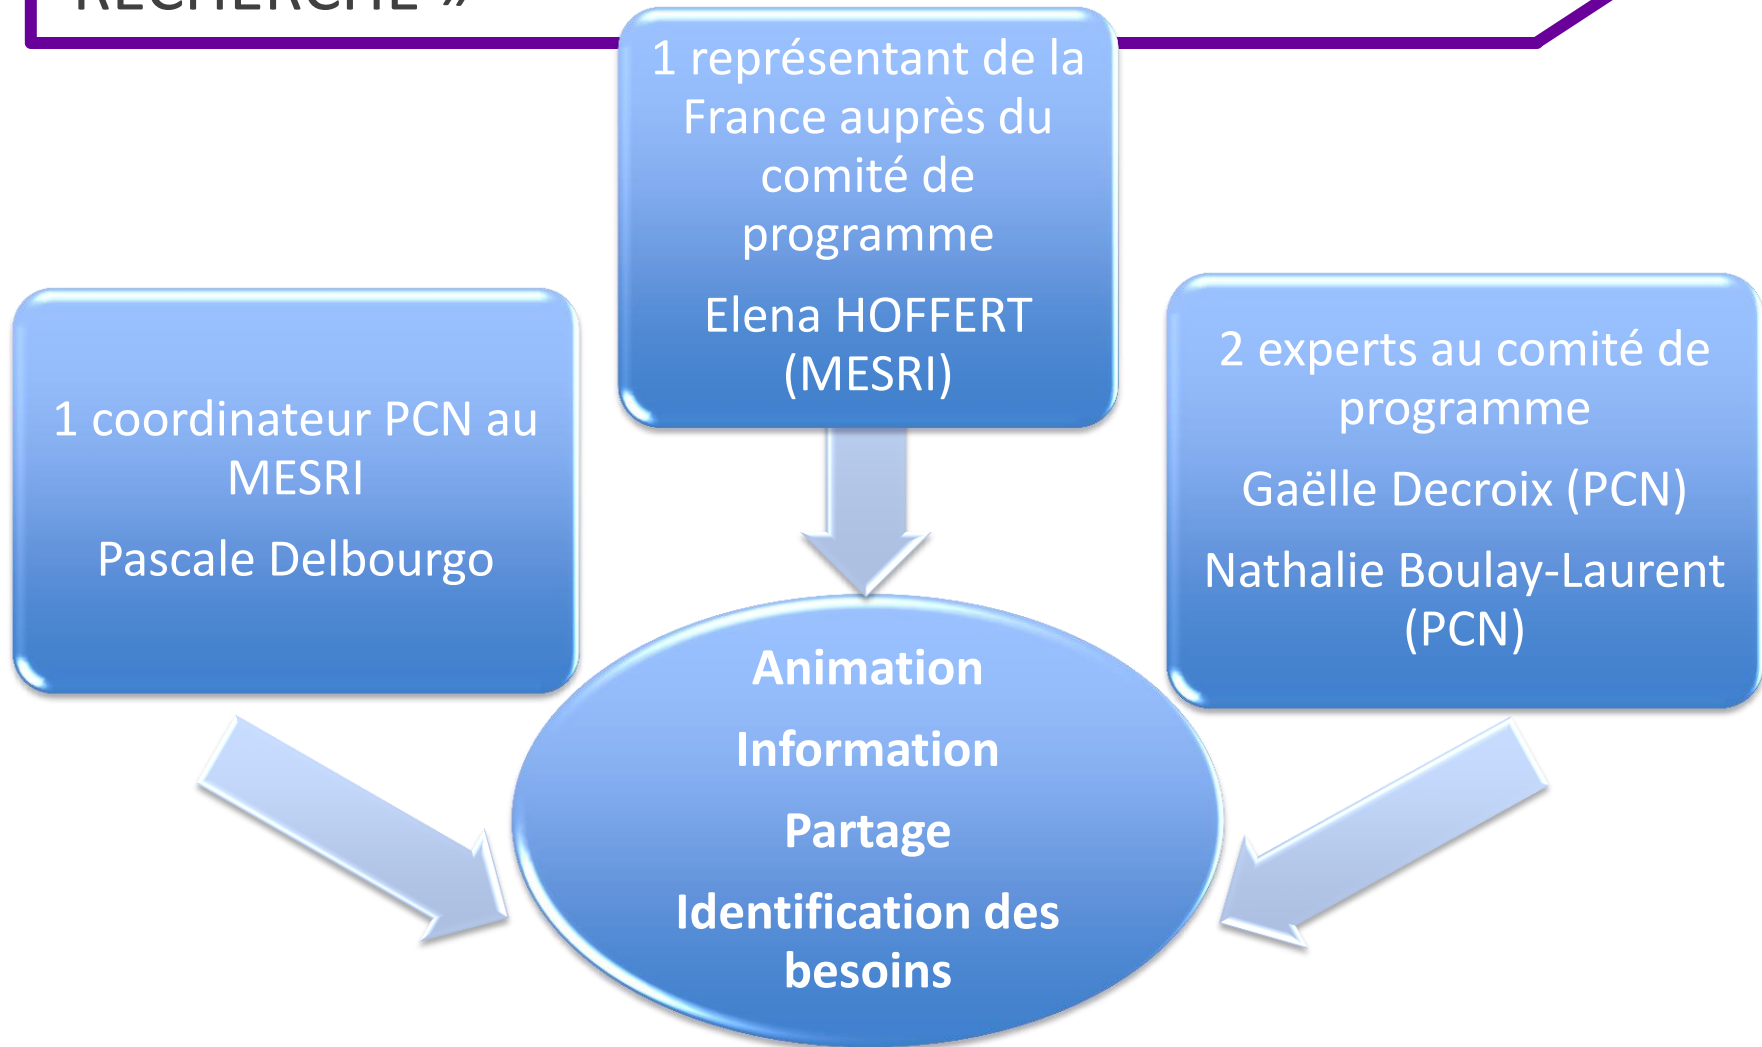 RECHERCHE »
1 représentant de la
France auprès du
comité de
programme
Elena HOFFERT
(MESRI)
1 coordinateur PCN au
MESRI
Pascale Delbourgo
2 experts au comité de
programme
Gaëlle Decroix (PCN)
Nathalie Boulay-Laurent
(PCN)
Animation
Information
Partage
Identification des
besoins